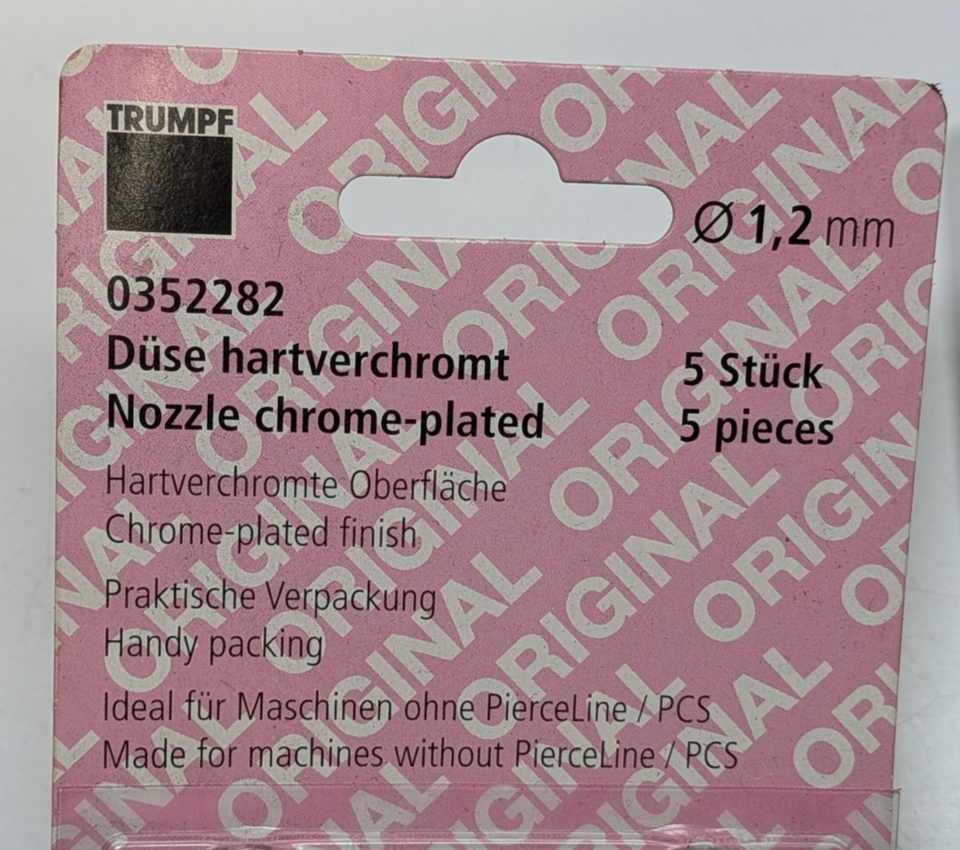 TRUMPF
Ø 1,2 mm
0352282
Düse hartverchromt
5 Stück
Nozzle chrome-plated
5 pieces
Hartverchromte Oberfläche
Chrome-plated finish
Praktische Verpackung
Handy packing
Ideal für Maschinen ohne PierceLine / PCS
Made for machines without PierceLine / PCS
ORIGINAL